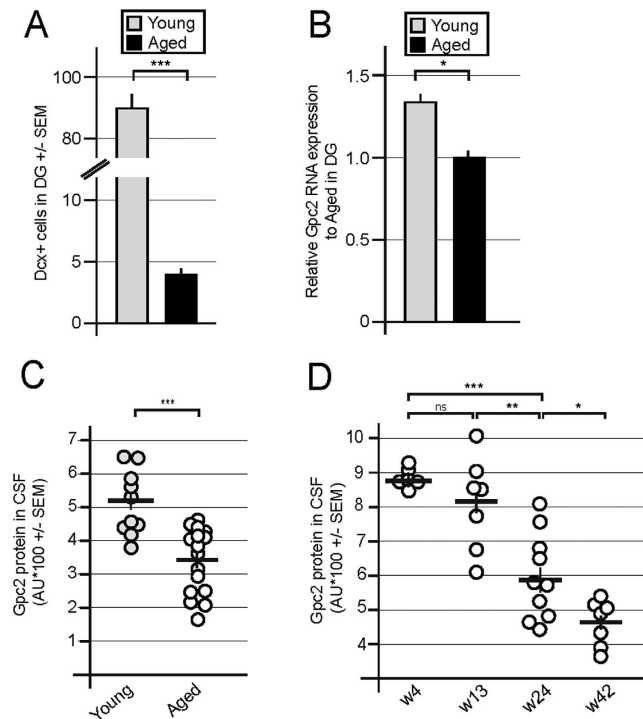 A
Young
Aged
***
Dcx+ cells in DG +/- SEM
100
80
10
5
0
B
Young
Aged
*
Relative Gpc2 RNA expression
to Aged in DG
1.5
1.0
0.5
0
C
***
Gpc2 protein in CSF
(AU*100 +/- SEM)
7
6
5
4
3
2
1
Young
Aged
D
***
ns
**
*
Gpc2 protein in CSF
(AU*100 +/- SEM)
10
9
8
7
6
5
4
w4
w13
w24
w42